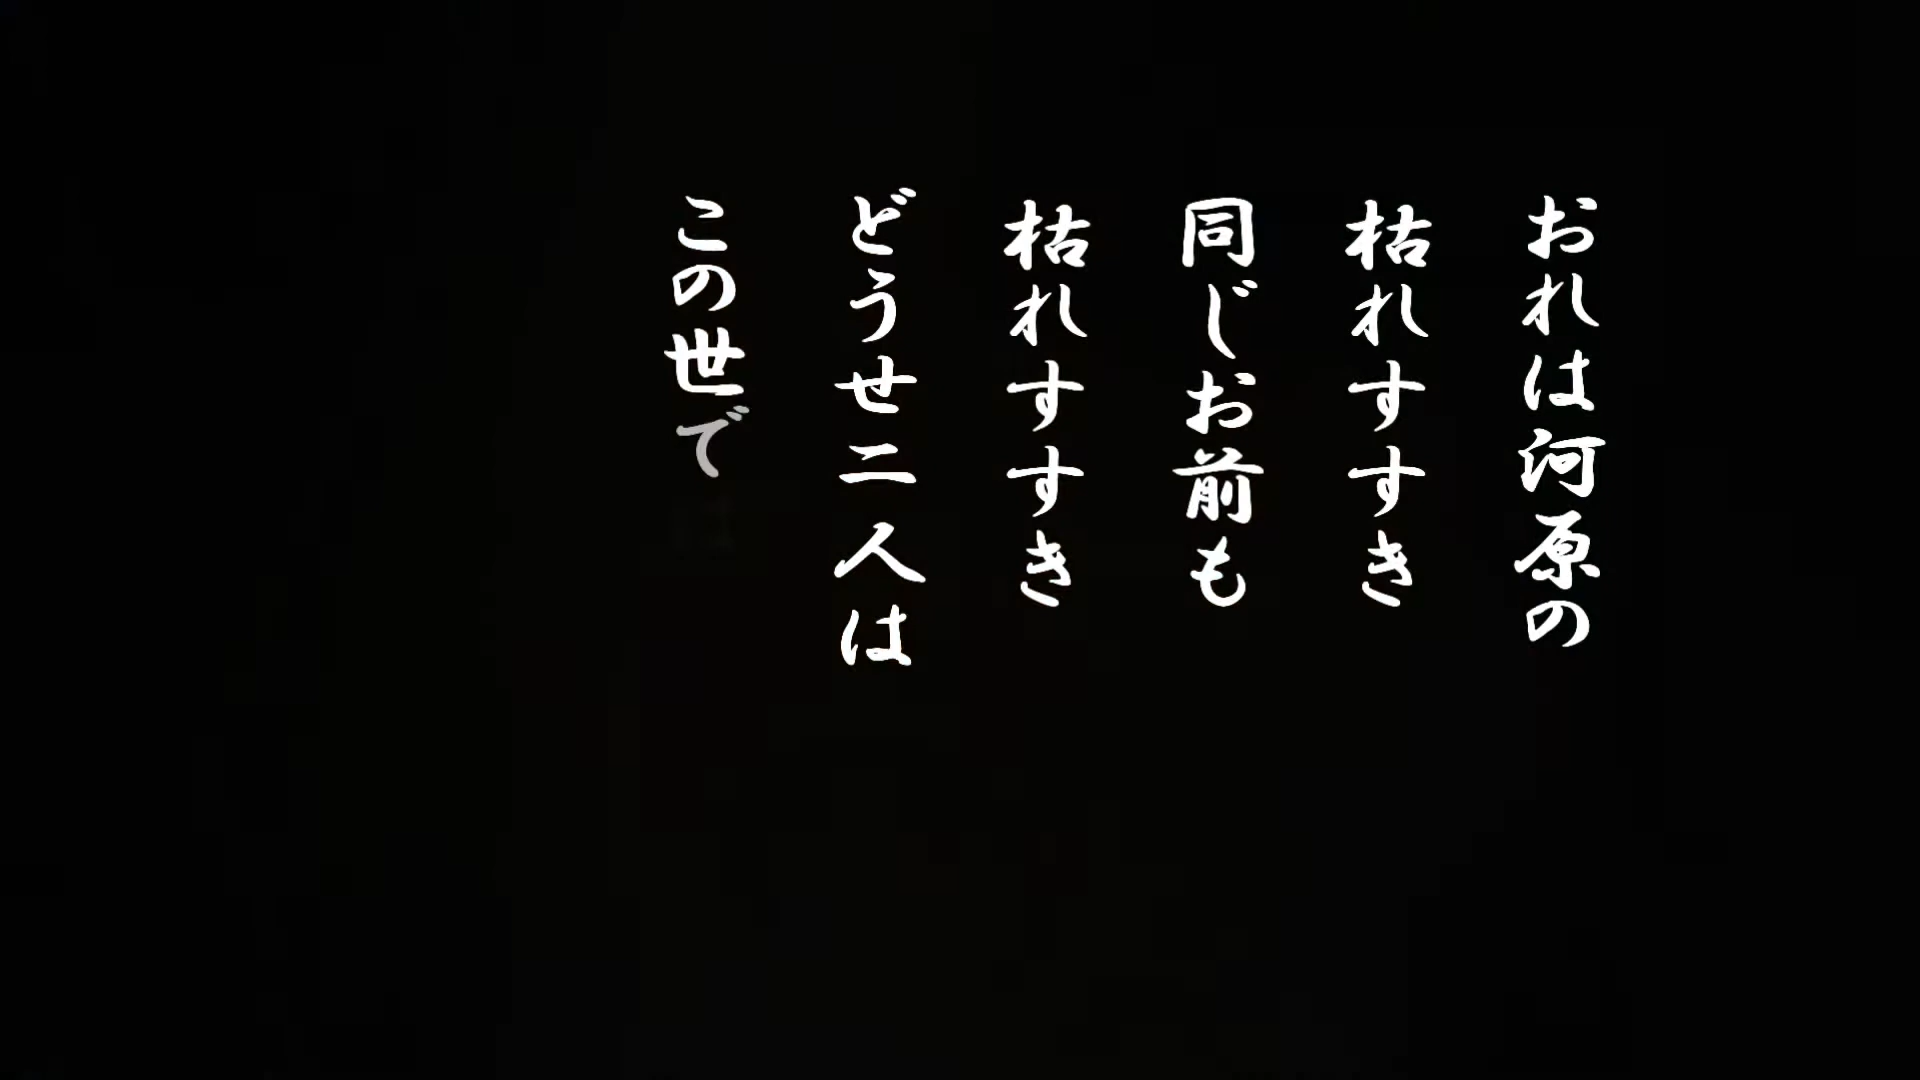 おれは河原の
枯れすすき
同じお前も
枯れすすき
どうせ二人は
この世では